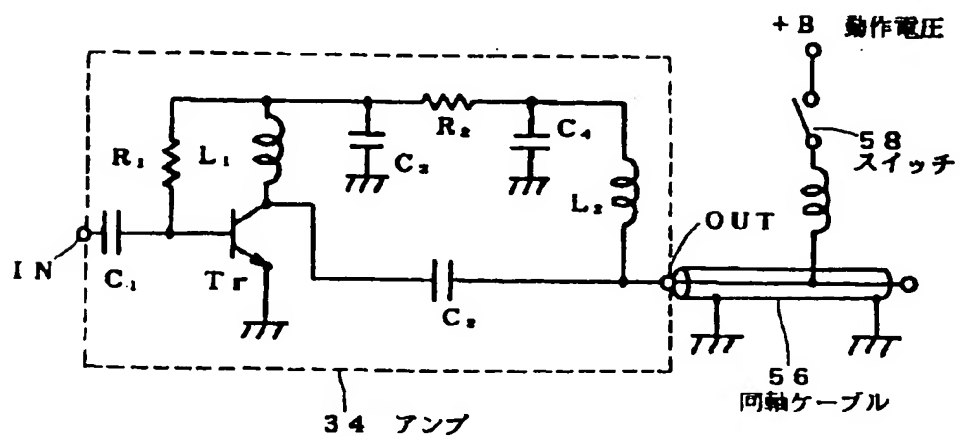 +B 動作電圧
R₁
L₁
C₃
R₂
C₄
L₂
58
スイッチ
OUT
IN
C₁
Tr
C₂
56
同軸ケーブル
34 アンプ